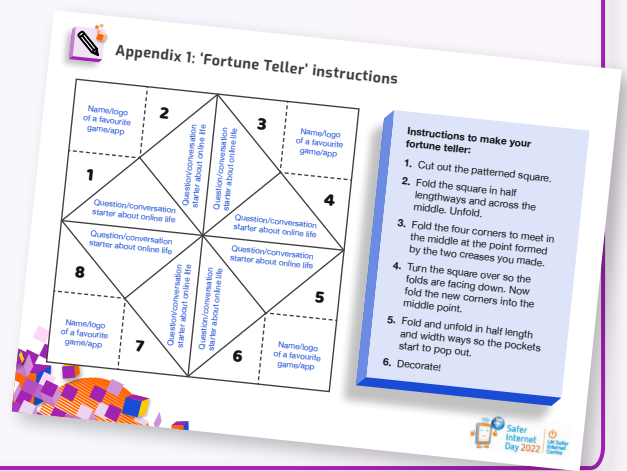 Appendix 1: 'Fortune Teller' instructions
Name/logo
of a favourite
game/app
2
3
Name/logo
of a favourite
game/app
1
4
Question/conversation
starter about online life
Question/conversation
starter about online life
Question/conversation
starter about online life
Question/conversation
starter about online life
Question/conversation
starter about online life
Question/conversation
starter about online life
Question/conversation
starter about online life
Question/conversation
starter about online life
8
5
Name/logo
of a favourite
game/app
7
6
Name/logo
of a favourite
game/app
Instructions to make your
fortune teller:
1. Cut out the patterned square.
2. Fold the square in half
lengthways and across the
middle. Unfold.
3. Fold the four corners to meet in
the middle at the point formed
by the two creases you made.
4. Turn the square over so the
folds are facing down. Now
fold the new corners into the
middle point.
5. Fold and unfold in half length
and width ways so the pockets
start to pop out.
6. Decorate!
Safer
Internet
Day 2022
UK Safer
Internet
Centre